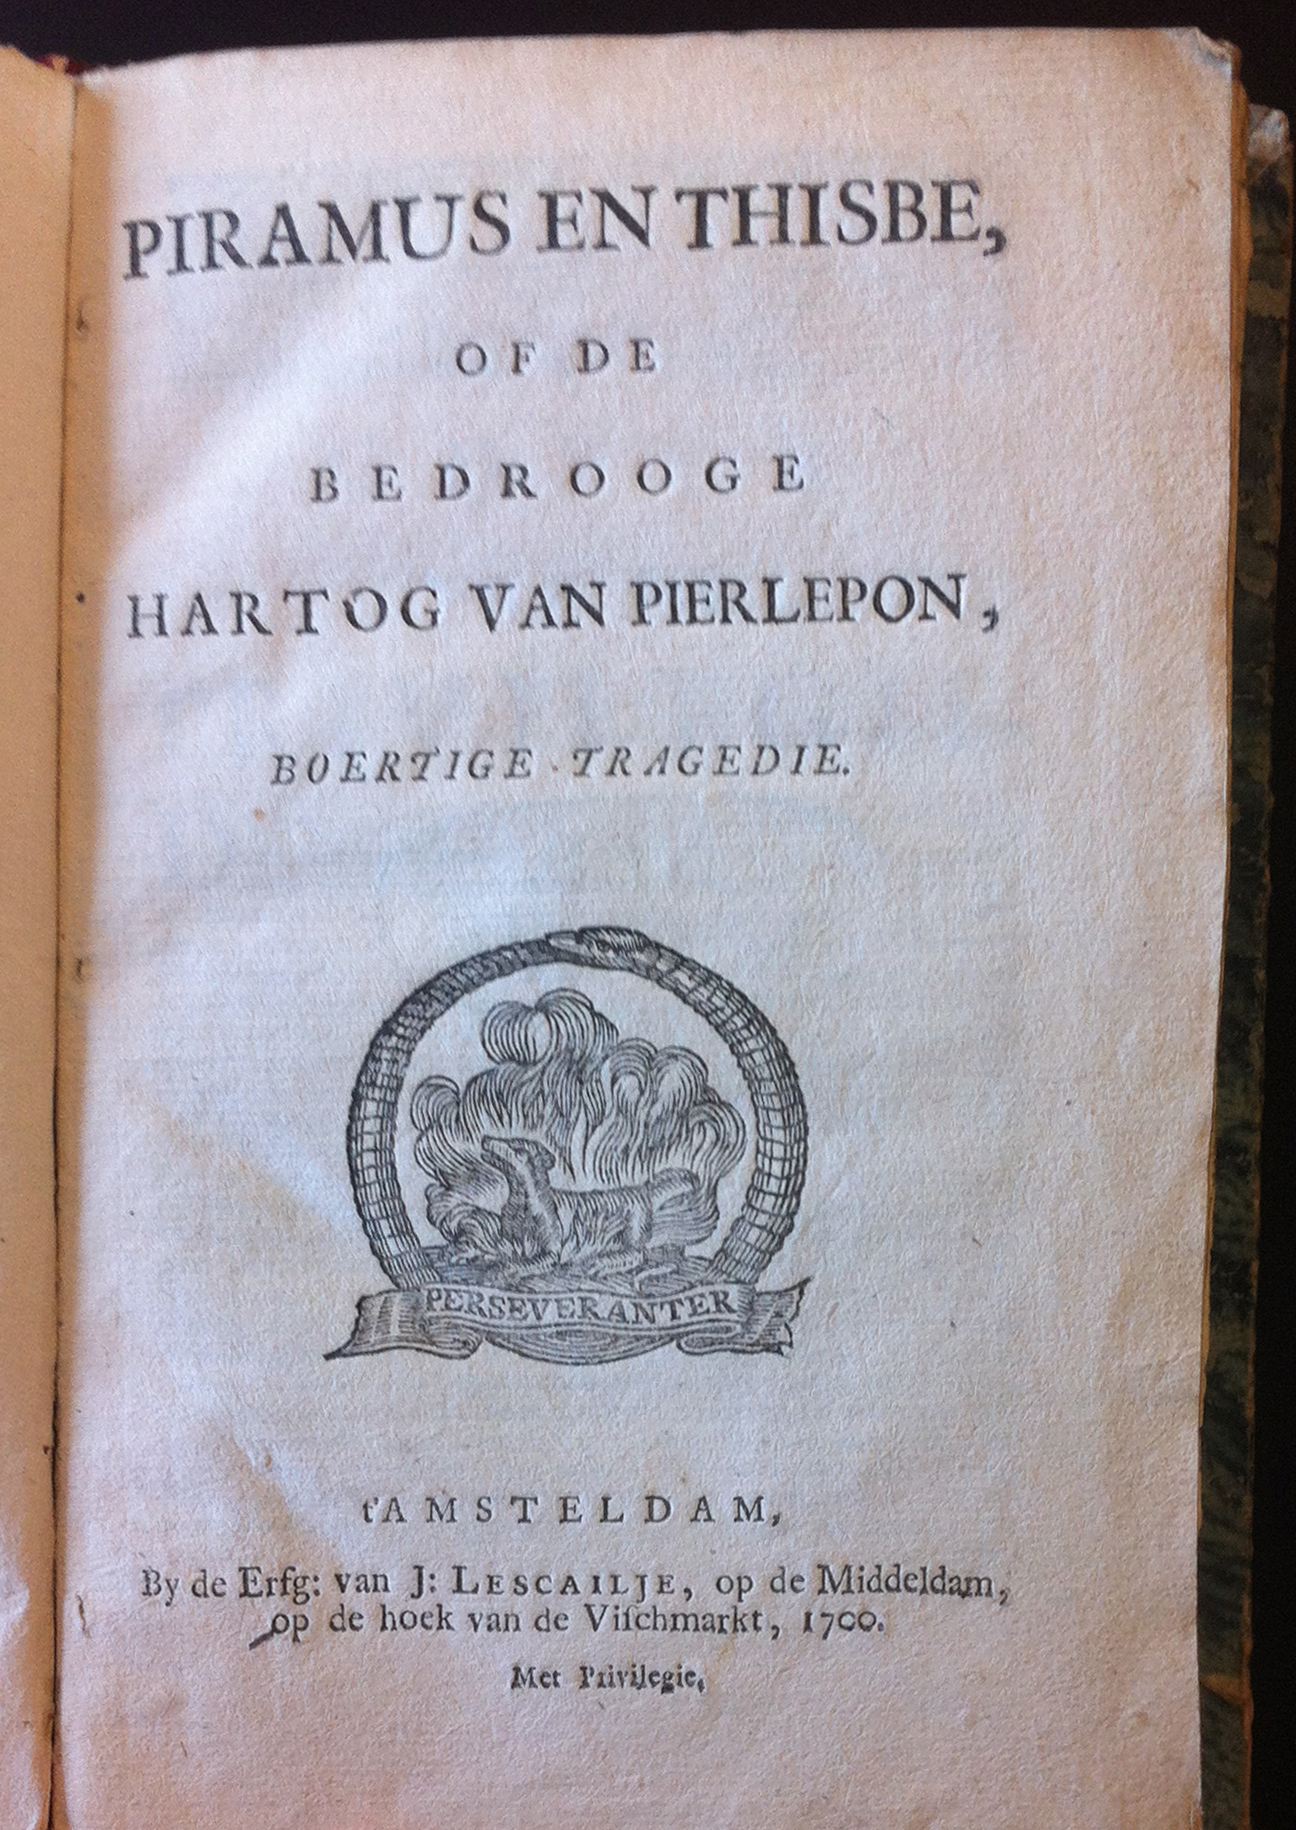 PIRAMUS EN THISBE,
OF DE
BEDROOGE
HARTOG VAN PIERLEPON,
BOERTIGE TRAGEDIE.
PERSEVERANTER
t'AMSTELDAM,
By de Erfg: van J: LESCAILJE, op de Middeldam,
op de hoek van de Viſchmarkt, 1700.
Met Privilegie.